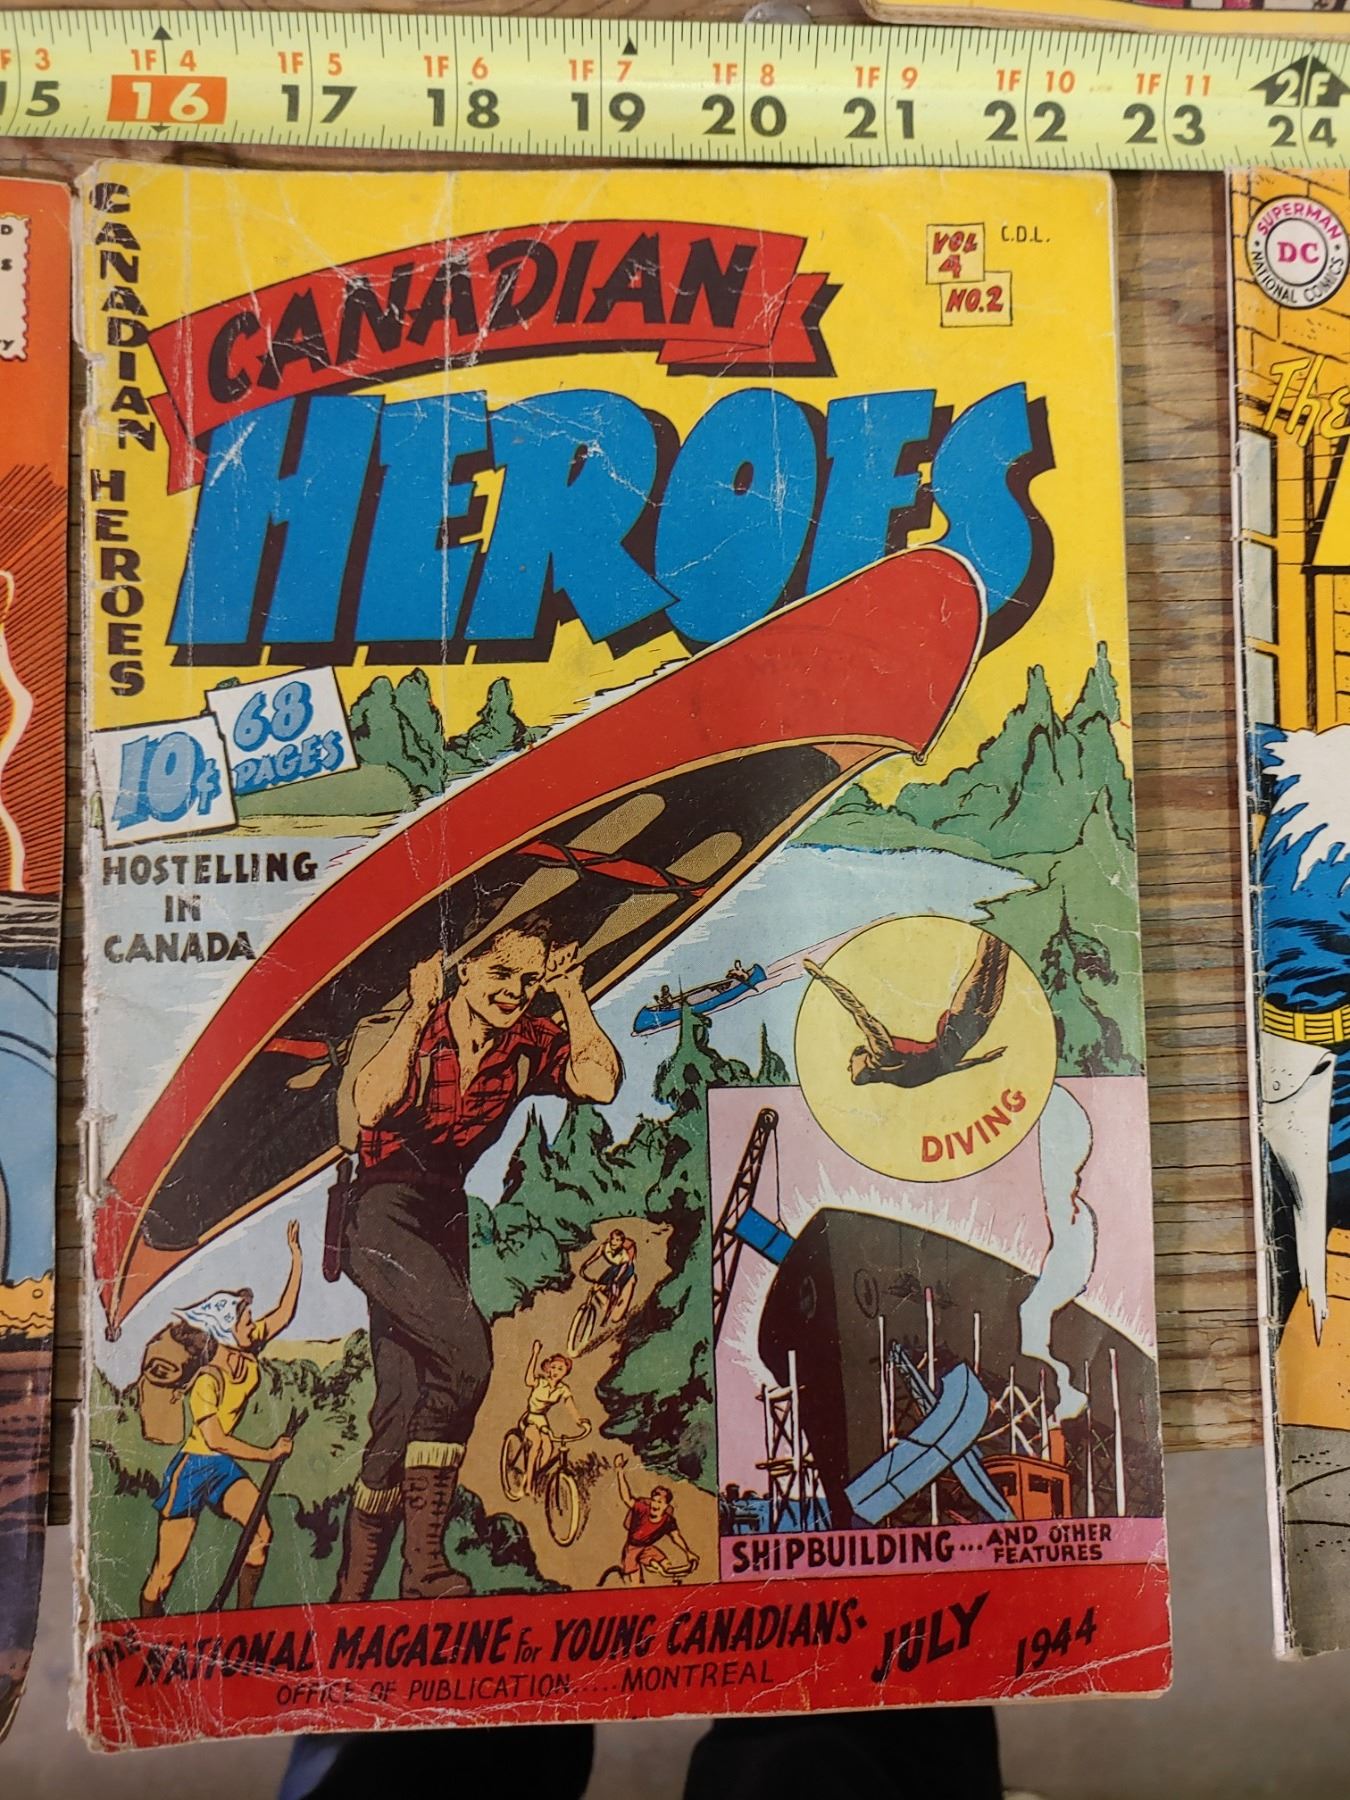 F 3 1F 4 1F 5 1F 6 1F 7 1F 8 1F 9 1F 10 1F 11 2F
15 16 17 18 19 20 21 22 23 24
CANADIAN HEROES
CANADIAN
HEROES
VOL
4
NO.2
C.D.L.
10¢
68
PAGES
HOSTELLING
IN
CANADA
DIVING
SHIPBUILDING...AND OTHER
FEATURES
THE NATIONAL MAGAZINE for YOUNG CANADIANS.
OFFICE OF PUBLICATION.....MONTREAL
JULY 1944
SUPERMAN
DC
NATIONAL COMICS
The